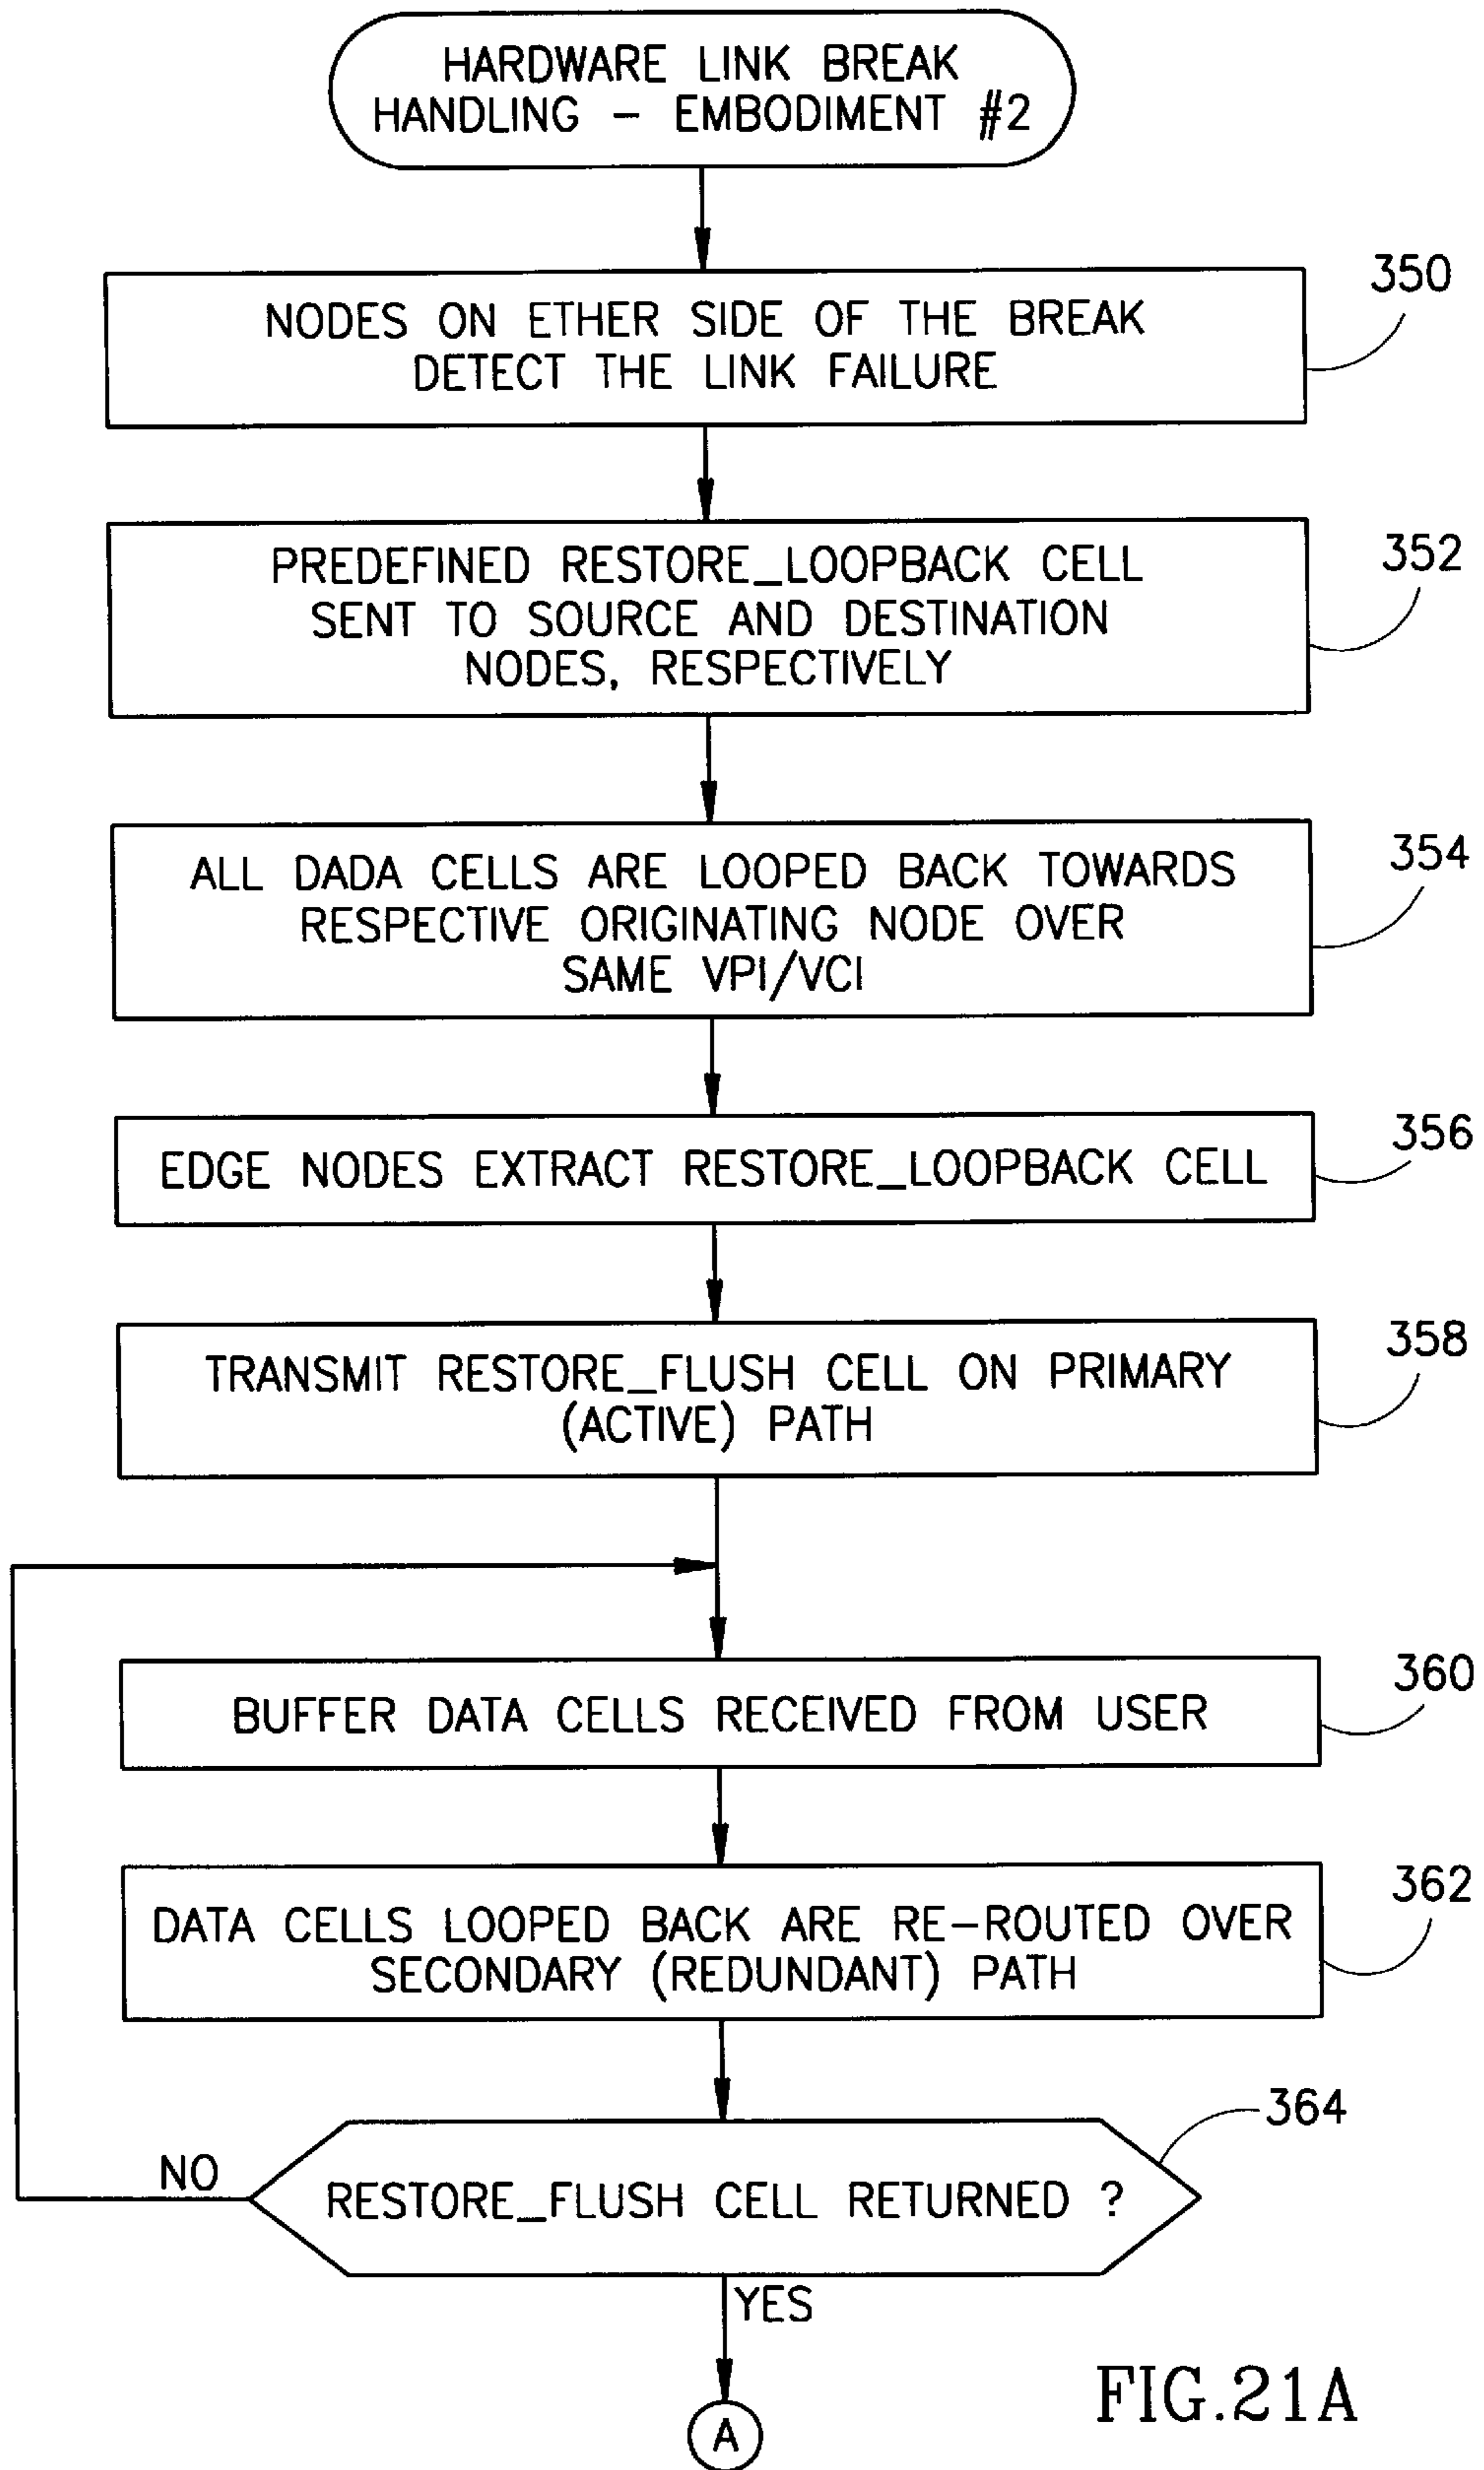 HARDWARE LINK BREAK
HANDLING - EMBODIMENT #2
350
NODES ON ETHER SIDE OF THE BREAK
DETECT THE LINK FAILURE
352
PREDEFINED RESTORE_LOOPBACK CELL
SENT TO SOURCE AND DESTINATION
NODES, RESPECTIVELY
354
ALL DADA CELLS ARE LOOPED BACK TOWARDS
RESPECTIVE ORIGINATING NODE OVER
SAME VPI/VCI
356
EDGE NODES EXTRACT RESTORE_LOOPBACK CELL
358
TRANSMIT RESTORE_FLUSH CELL ON PRIMARY
(ACTIVE) PATH
360
BUFFER DATA CELLS RECEIVED FROM USER
362
DATA CELLS LOOPED BACK ARE RE-ROUTED OVER
SECONDARY (REDUNDANT) PATH
364
NO
RESTORE_FLUSH CELL RETURNED ?
YES
A
FIG.21A